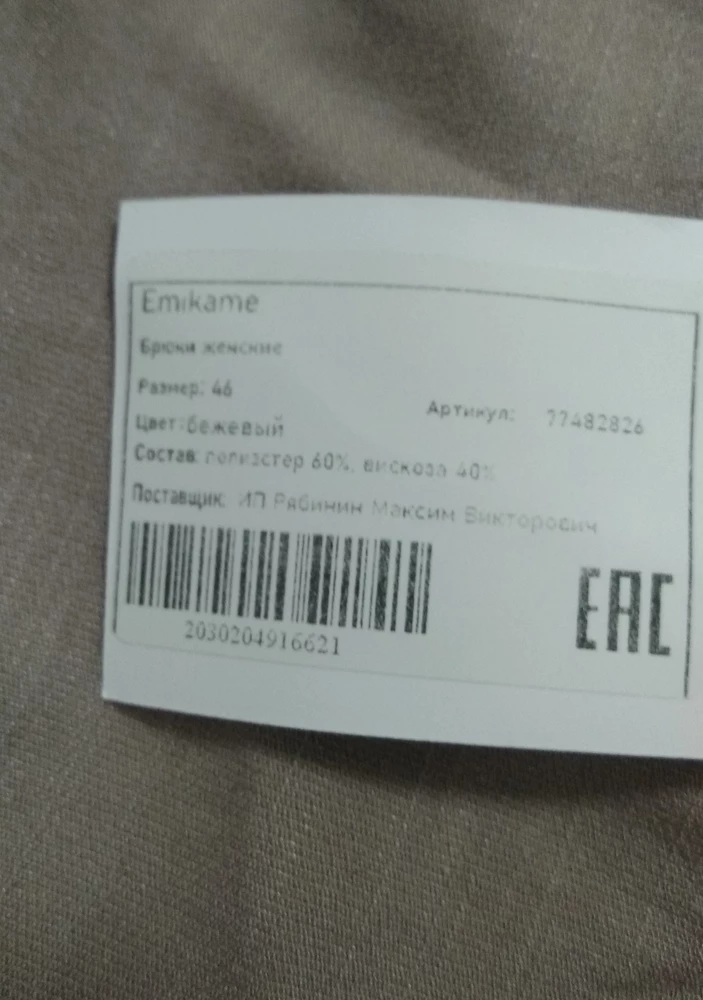 Emikame
Брюки женские
Размер: 46
Артикул: 77482826
Цвет: бежевый
Состав: полиэстер 60%, вискоза 40%
Поставщик: ИП Рябинин Максим Викторович
2030204916621
EAC